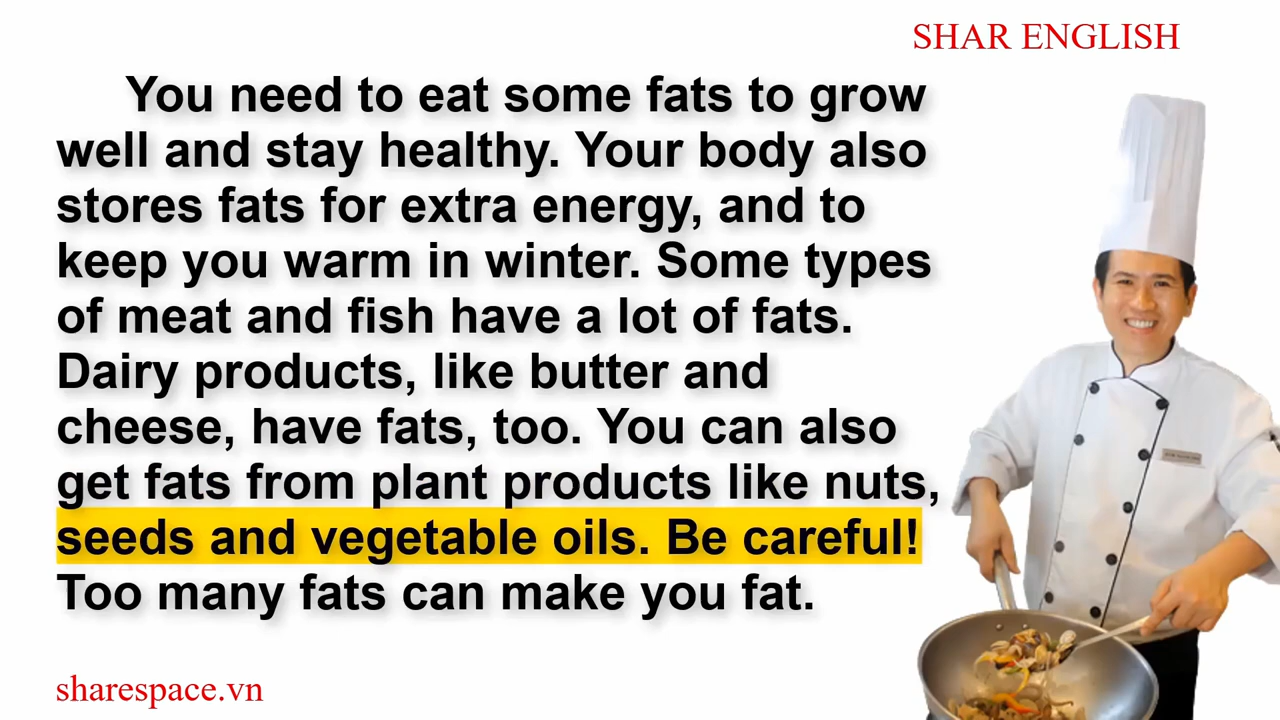 SHAR ENGLISH
You need to eat some fats to grow
well and stay healthy. Your body also
stores fats for extra energy, and to
keep you warm in winter. Some types
of meat and fish have a lot of fats.
Dairy products, like butter and
cheese, have fats, too. You can also
get fats from plant products like nuts,
seeds and vegetable oils. Be careful!
Too many fats can make you fat.
sharespace.vn